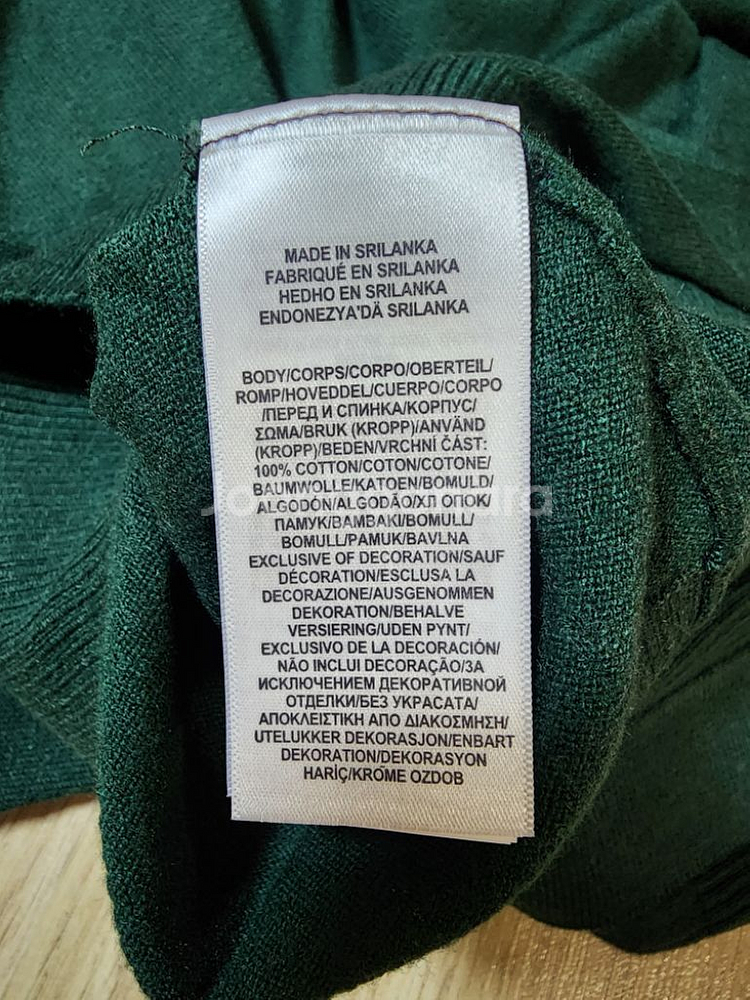 MADE IN SRILANKA
FABRIQUÉ EN SRILANKA
HEDHO EN SRILANKA
ENDONEZYA'DÄ SRILANKA
BODY/CORPS/CORPO/OBERTEIL/
ROMP/HOVEDDEL/CUERPO/CORPO
/ПЕРЕД И СПИНКА/КОРПУС/
ΣΩΜΑ/BRUK (KROPP)/ANVÄND
(KROPP)/BEDEN/VRCHNÍ ČÁST:
100% COTTON/COTON/COTONE/
BAUMWOLLE/KATOEN/BOMULD/
ALGODÓN/ALGODÃO/ХЛ ОПОК/
ПАМУК/ΒΑΜΒΑΚΙ/BOMULL/
BOMULL/PAMUK/BAVLNA
EXCLUSIVE OF DECORATION/SAUF
DÉCORATION/ESCLUSA LA
DECORAZIONE/AUSGENOMMEN
DEKORATION/BEHALVE
VERSIERING/UDEN PYNT/
EXCLUSIVO DE LA DECORACIÓN/
NÃO INCLUI DECORAÇÃO/ЗА
ИСКЛЮЧЕНИЕМ ДЕКОРАТИВНОЙ
ОТДЕЛКИ/БЕЗ УКРАСАТА/
ΑΠΟΚΛΕΙΣΤΙΚΗ ΑΠΟ ΔΙΑΚΟΣΜΗΣΗ/
UTELUKKER DEKORASJON/ENBART
DEKORATION/DEKORASYON
HARİÇ/KROMĚ OZDOB